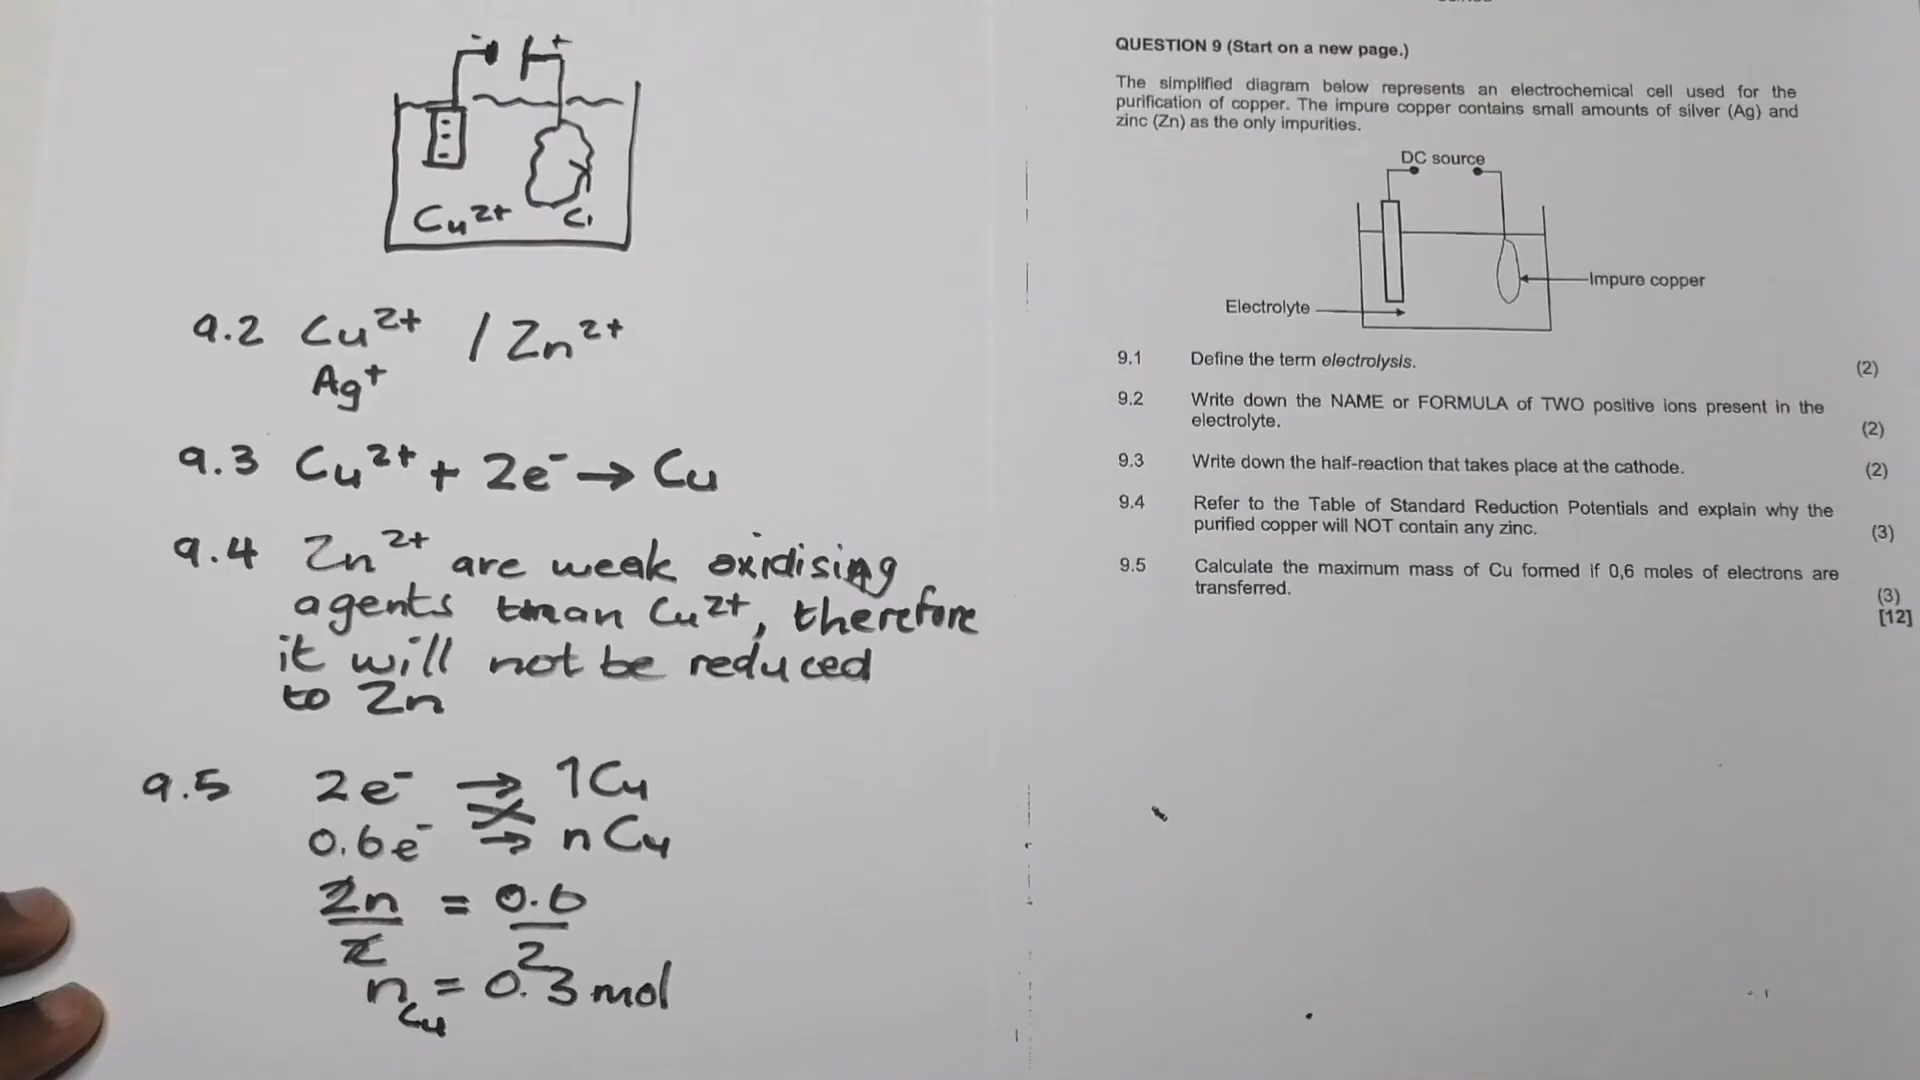 - +
Cu²⁺
9.2 Cu²⁺ / Zn²⁺
Ag⁺
9.3 Cu²⁺ + 2e⁻ → Cu
9.4 Zn²⁺ are weak oxidising
agents than Cu²⁺, therefore
it will not be reduced
to Zn
9.5 2e⁻ → 1Cu
0.6e⁻ → nCu
2n = 0.6
2 2
nCu = 0.3 mol
QUESTION 9 (Start on a new page.)
The simplified diagram below represents an electrochemical cell used for the
purification of copper. The impure copper contains small amounts of silver (Ag) and
zinc (Zn) as the only impurities.
DC source
Impure copper
Electrolyte
9.1 Define the term electrolysis. (2)
9.2 Write down the NAME or FORMULA of TWO positive ions present in the
electrolyte. (2)
9.3 Write down the half-reaction that takes place at the cathode. (2)
9.4 Refer to the Table of Standard Reduction Potentials and explain why the
purified copper will NOT contain any zinc. (3)
9.5 Calculate the maximum mass of Cu formed if 0,6 moles of electrons are
transferred. (3)
[12]